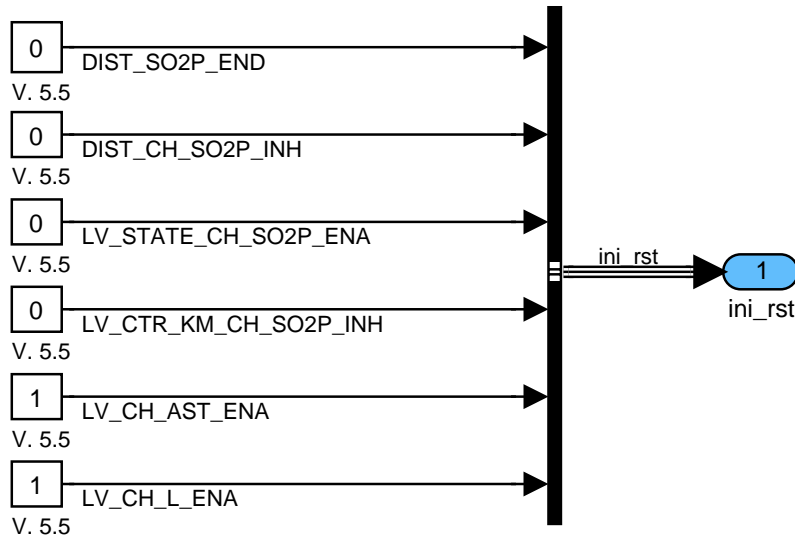 0
DIST_SO2P_END
V. 5.5
0
DIST_CH_SO2P_INH
V. 5.5
0
LV_STATE_CH_SO2P_ENA
V. 5.5
ini_rst
1
ini_rst
0
LV_CTR_KM_CH_SO2P_INH
V. 5.5
1
LV_CH_AST_ENA
V. 5.5
1
LV_CH_L_ENA
V. 5.5